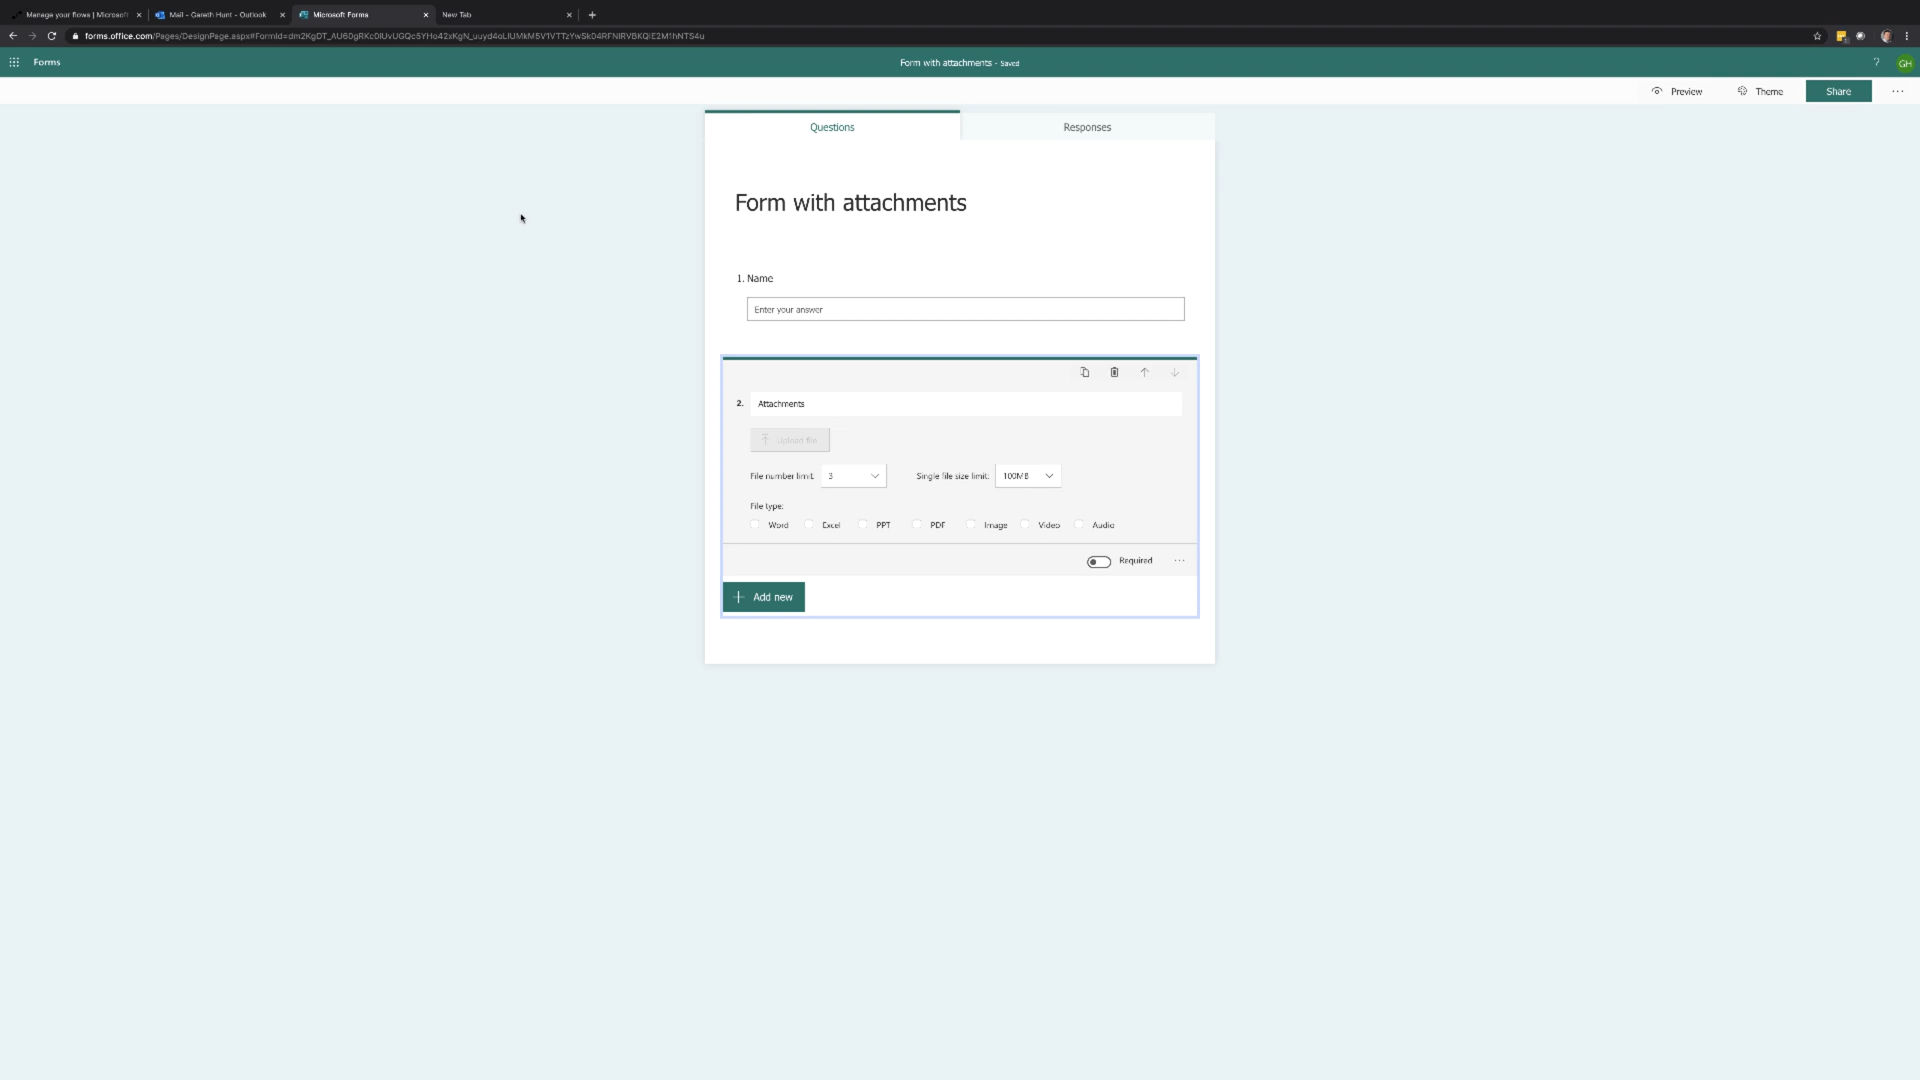 Manage your flows | Microsoft
Mail - Gareth Hunt - Outlook
Microsoft Forms
New Tab
Forms
Form with attachments - Saved
?
GH
Preview
Theme
Share
Questions
Responses
Form with attachments
1. Name
Enter your answer
2. Attachments
Upload file
File number limit: 3
Single file size limit: 100MB
File type:
Word Excel PPT PDF Image Video Audio
Required
Add new